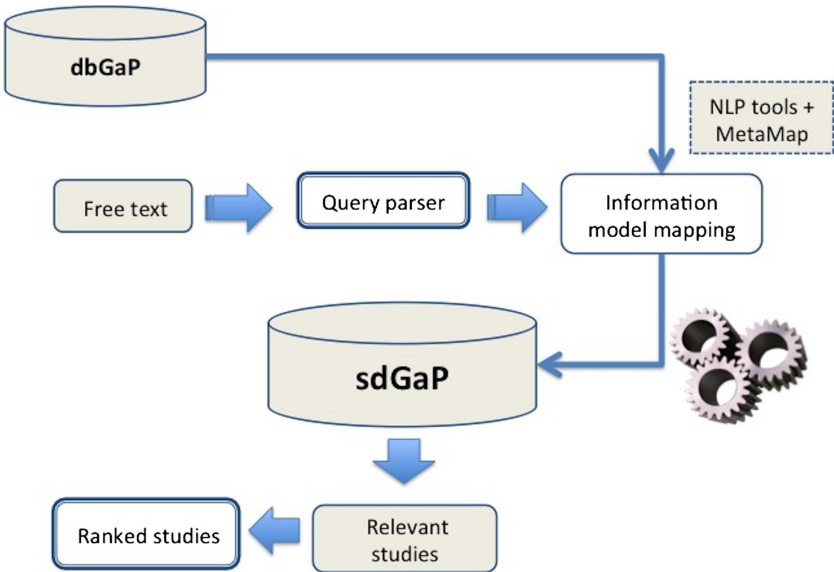 dbGaP
NLP tools +
MetaMap
Free text
Query parser
Information
model mapping
sdGaP
Ranked studies
Relevant
studies